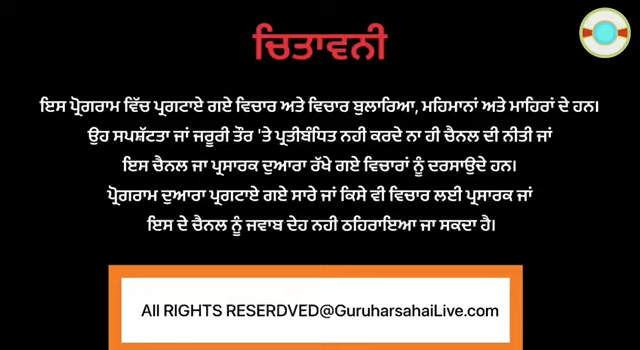 ਚਿਤਾਵਨੀ
ਇਸ ਪ੍ਰੋਗਰਾਮ ਵਿੱਚ ਪ੍ਰਗਟਾਏ ਗਏ ਵਿਚਾਰ ਅਤੇ ਵਿਚਾਰ ਬੁਲਾਰਿਆ, ਮਹਿਮਾਨਾਂ ਅਤੇ ਮਾਹਿਰਾਂ ਦੇ ਹਨ।
ਉਹ ਸਪਸ਼ੱਟਤਾ ਜਾਂ ਜਰੂਰੀ ਤੌਰ 'ਤੇ ਪ੍ਰਤੀਬੰਧਿਤ ਨਹੀ ਕਰਦੇ ਨਾ ਹੀ ਚੈਨਲ ਦੀ ਨੀਤੀ ਜਾਂ
ਇਸ ਚੈਨਲ ਜਾ ਪ੍ਰਸਾਰਕ ਦੁਆਰਾ ਰੱਖੇ ਗਏ ਵਿਚਾਰਾਂ ਨੂੰ ਦਰਸਾਉਦੇ ਹਨ।
ਪ੍ਰੋਗਰਾਮ ਦੁਆਰਾ ਪ੍ਰਗਟਾਏ ਗਏ ਸਾਰੇ ਜਾਂ ਕਿਸੇ ਵੀ ਵਿਚਾਰ ਲਈ ਪ੍ਰਸਾਰਕ ਜਾਂ
ਇਸ ਦੇ ਚੈਨਲ ਨੂੰ ਜਵਾਬ ਦੇਹ ਨਹੀ ਠਹਿਰਾਇਆ ਜਾ ਸਕਦਾ ਹੈ।
All RIGHTS RESERDVED@GuruharsahaiLive.com